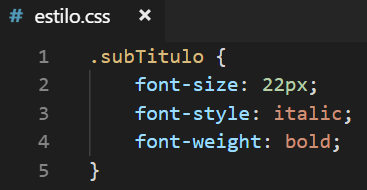 # estilo.css ×
1 .subTitulo {
2 font-size: 22px;
3 font-style: italic;
4 font-weight: bold;
5 }